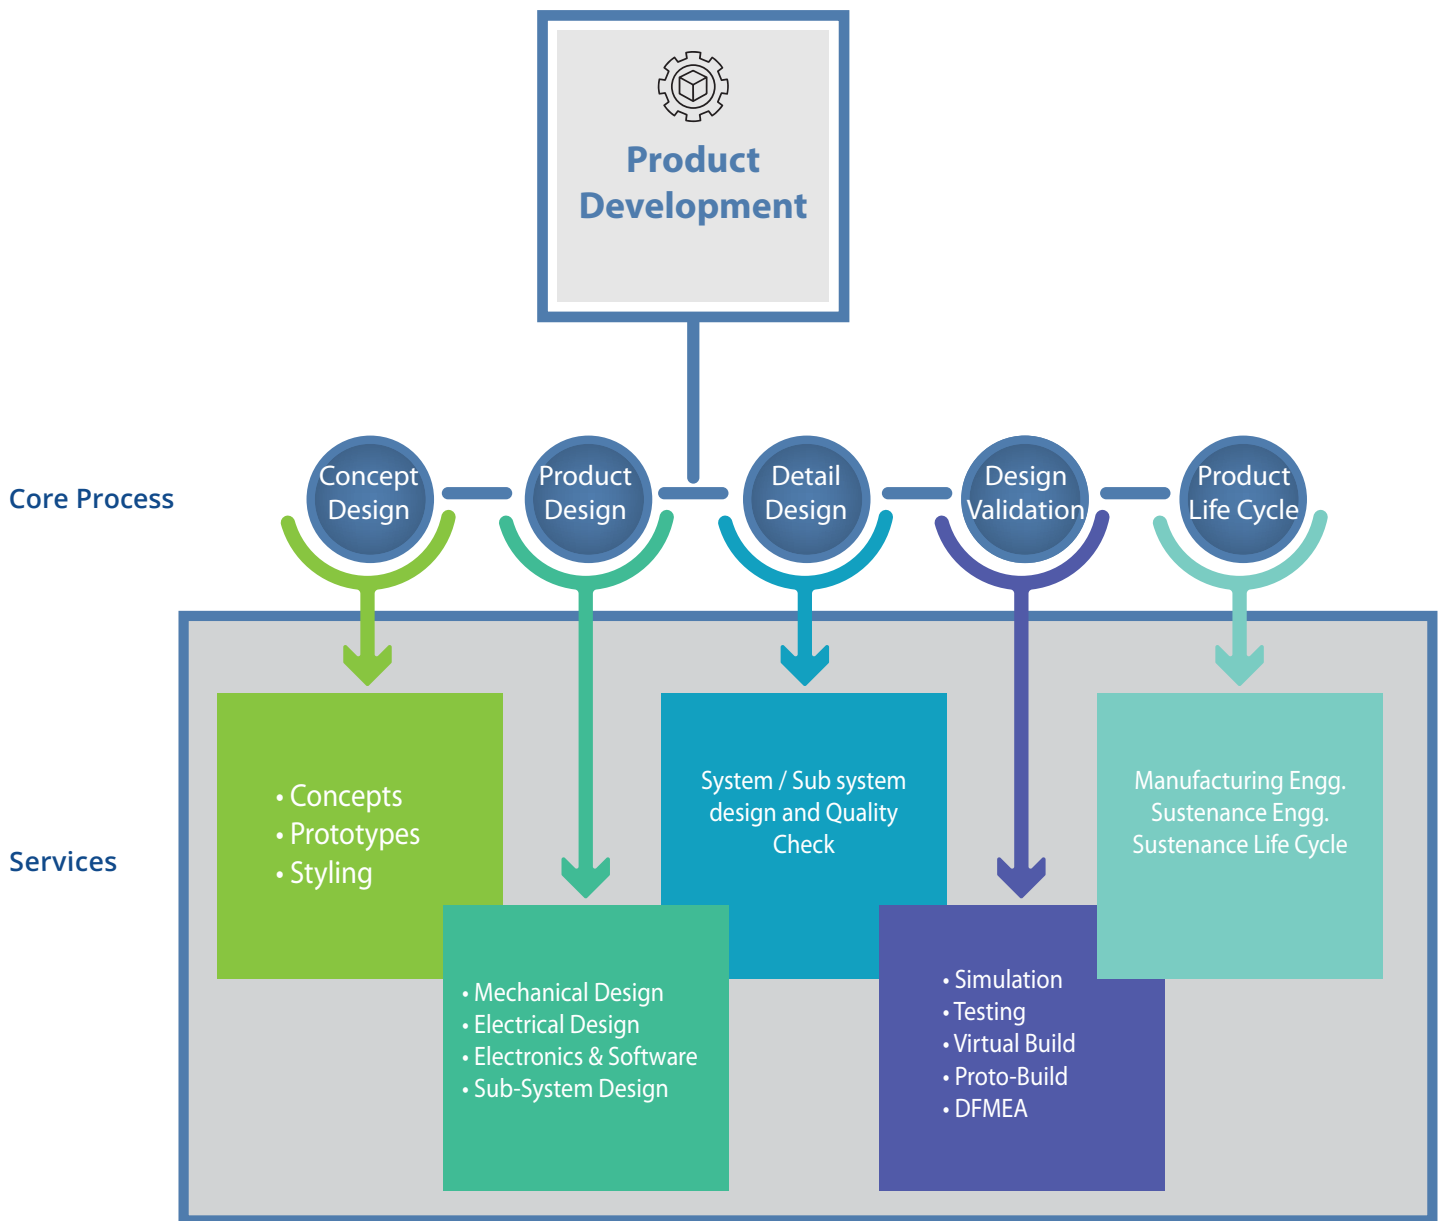 Product
Development
Core Process
Concept
Design
Product
Design
Detail
Design
Design
Validation
Product
Life Cycle
Services
• Concepts
• Prototypes
• Styling
• Mechanical Design
• Electrical Design
• Electronics & Software
• Sub-System Design
System / Sub system
design and Quality
Check
• Simulation
• Testing
• Virtual Build
• Proto-Build
• DFMEA
Manufacturing Engg.
Sustenance Engg.
Sustenance Life Cycle